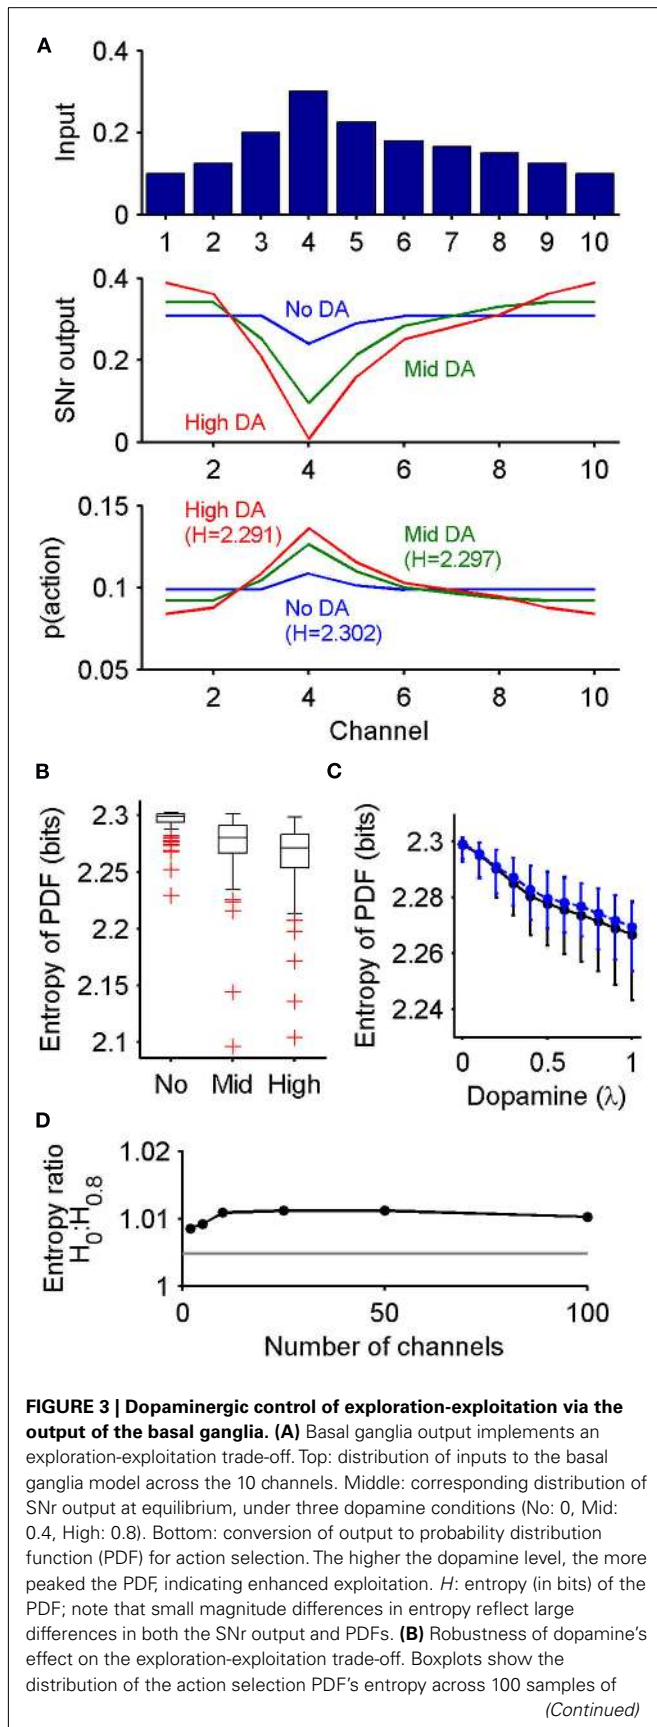 A
0.4
0.2
0
Input
1 2 3 4 5 6 7 8 9 10
0.4
0.2
0
SNr output
No DA
Mid DA
High DA
2 4 6 8 10
0.15
0.1
0.05
p(action)
High DA
(H=2.291)
Mid DA
(H=2.297)
No DA
(H=2.302)
2 4 6 8 10
Channel
B
Entropy of PDF (bits)
2.3
2.25
2.2
2.15
2.1
No Mid High
C
Entropy of PDF (bits)
2.3
2.28
2.26
2.24
0 0.5 1
Dopamine (λ)
D
Entropy ratio
H0:H0.8
1.02
1.01
1
0 50 100
Number of channels
FIGURE 3 | Dopaminergic control of exploration-exploitation via the
output of the basal ganglia. (A) Basal ganglia output implements an
exploration-exploitation trade-off. Top: distribution of inputs to the basal
ganglia model across the 10 channels. Middle: corresponding distribution of
SNr output at equilibrium, under three dopamine conditions (No: 0, Mid:
0.4, High: 0.8). Bottom: conversion of output to probability distribution
function (PDF) for action selection. The higher the dopamine level, the more
peaked the PDF, indicating enhanced exploitation. H: entropy (in bits) of the
PDF; note that small magnitude differences in entropy reflect large
differences in both the SNr output and PDFs. (B) Robustness of dopamine's
effect on the exploration-exploitation trade-off. Boxplots show the
distribution of the action selection PDF's entropy across 100 samples of
(Continued)